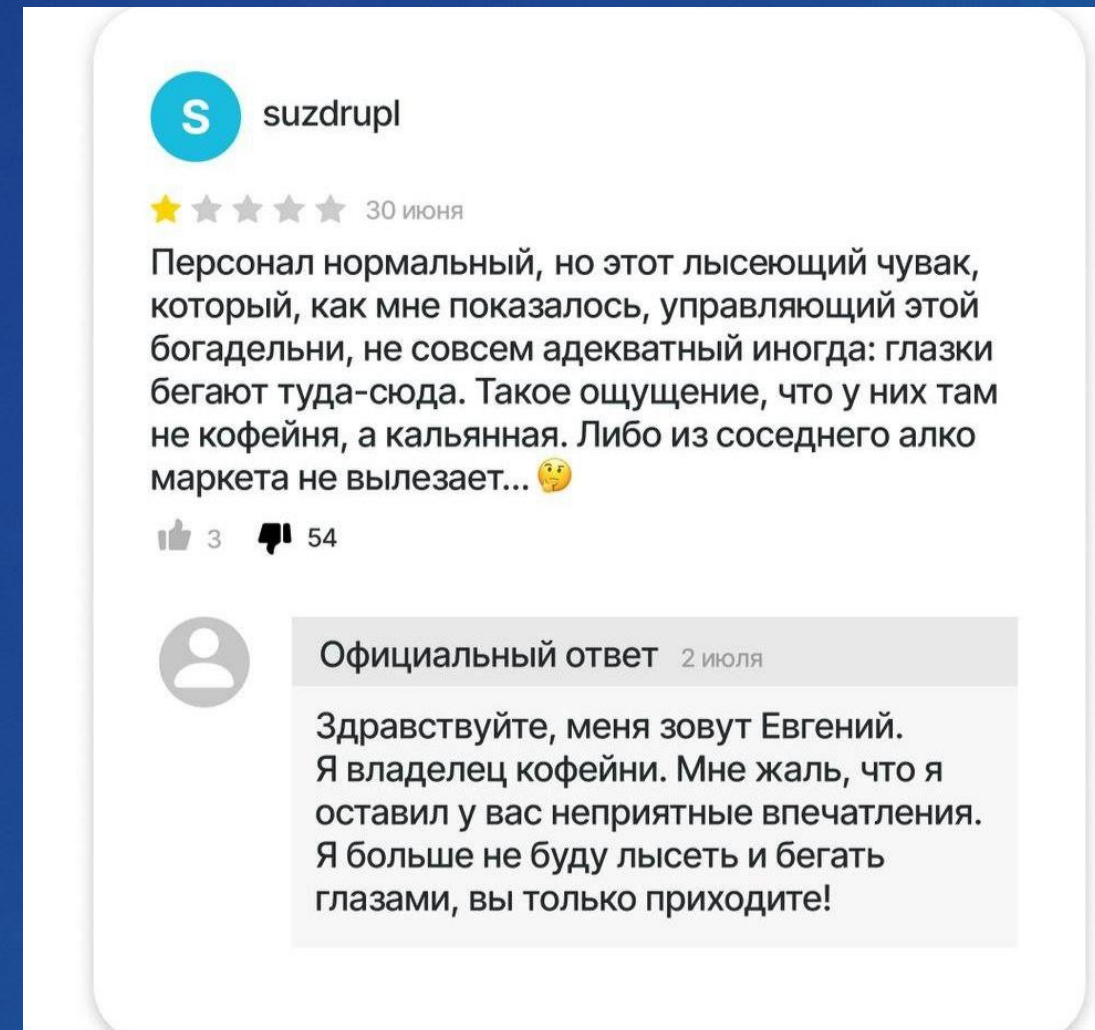 S
suzdrupl
30 июня
Персонал нормальный, но этот лысеющий чувак,
который, как мне показалось, управляющий этой
богадельни, не совсем адекватный иногда: глазки
бегают туда-сюда. Такое ощущение, что у них там
не кофейня, а кальянная. Либо из соседнего алко
маркета не вылезает... 🤔
3 54
Официальный ответ 2 июля
Здравствуйте, меня зовут Евгений.
Я владелец кофейни. Мне жаль, что я
оставил у вас неприятные впечатления.
Я больше не буду лысеть и бегать
глазами, вы только приходите!